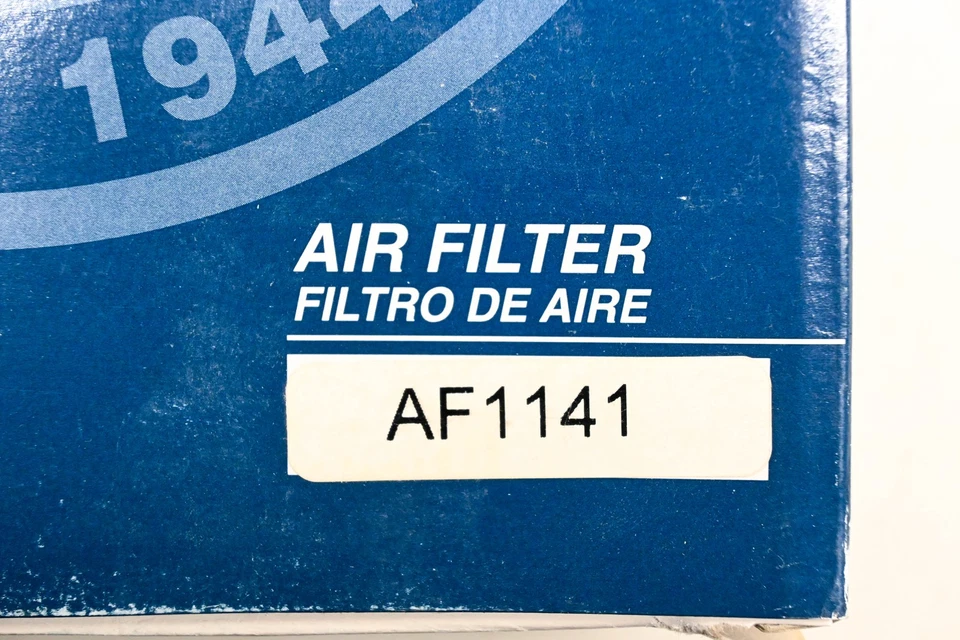 1944
AIR FILTER
FILTRO DE AIRE
AF1141